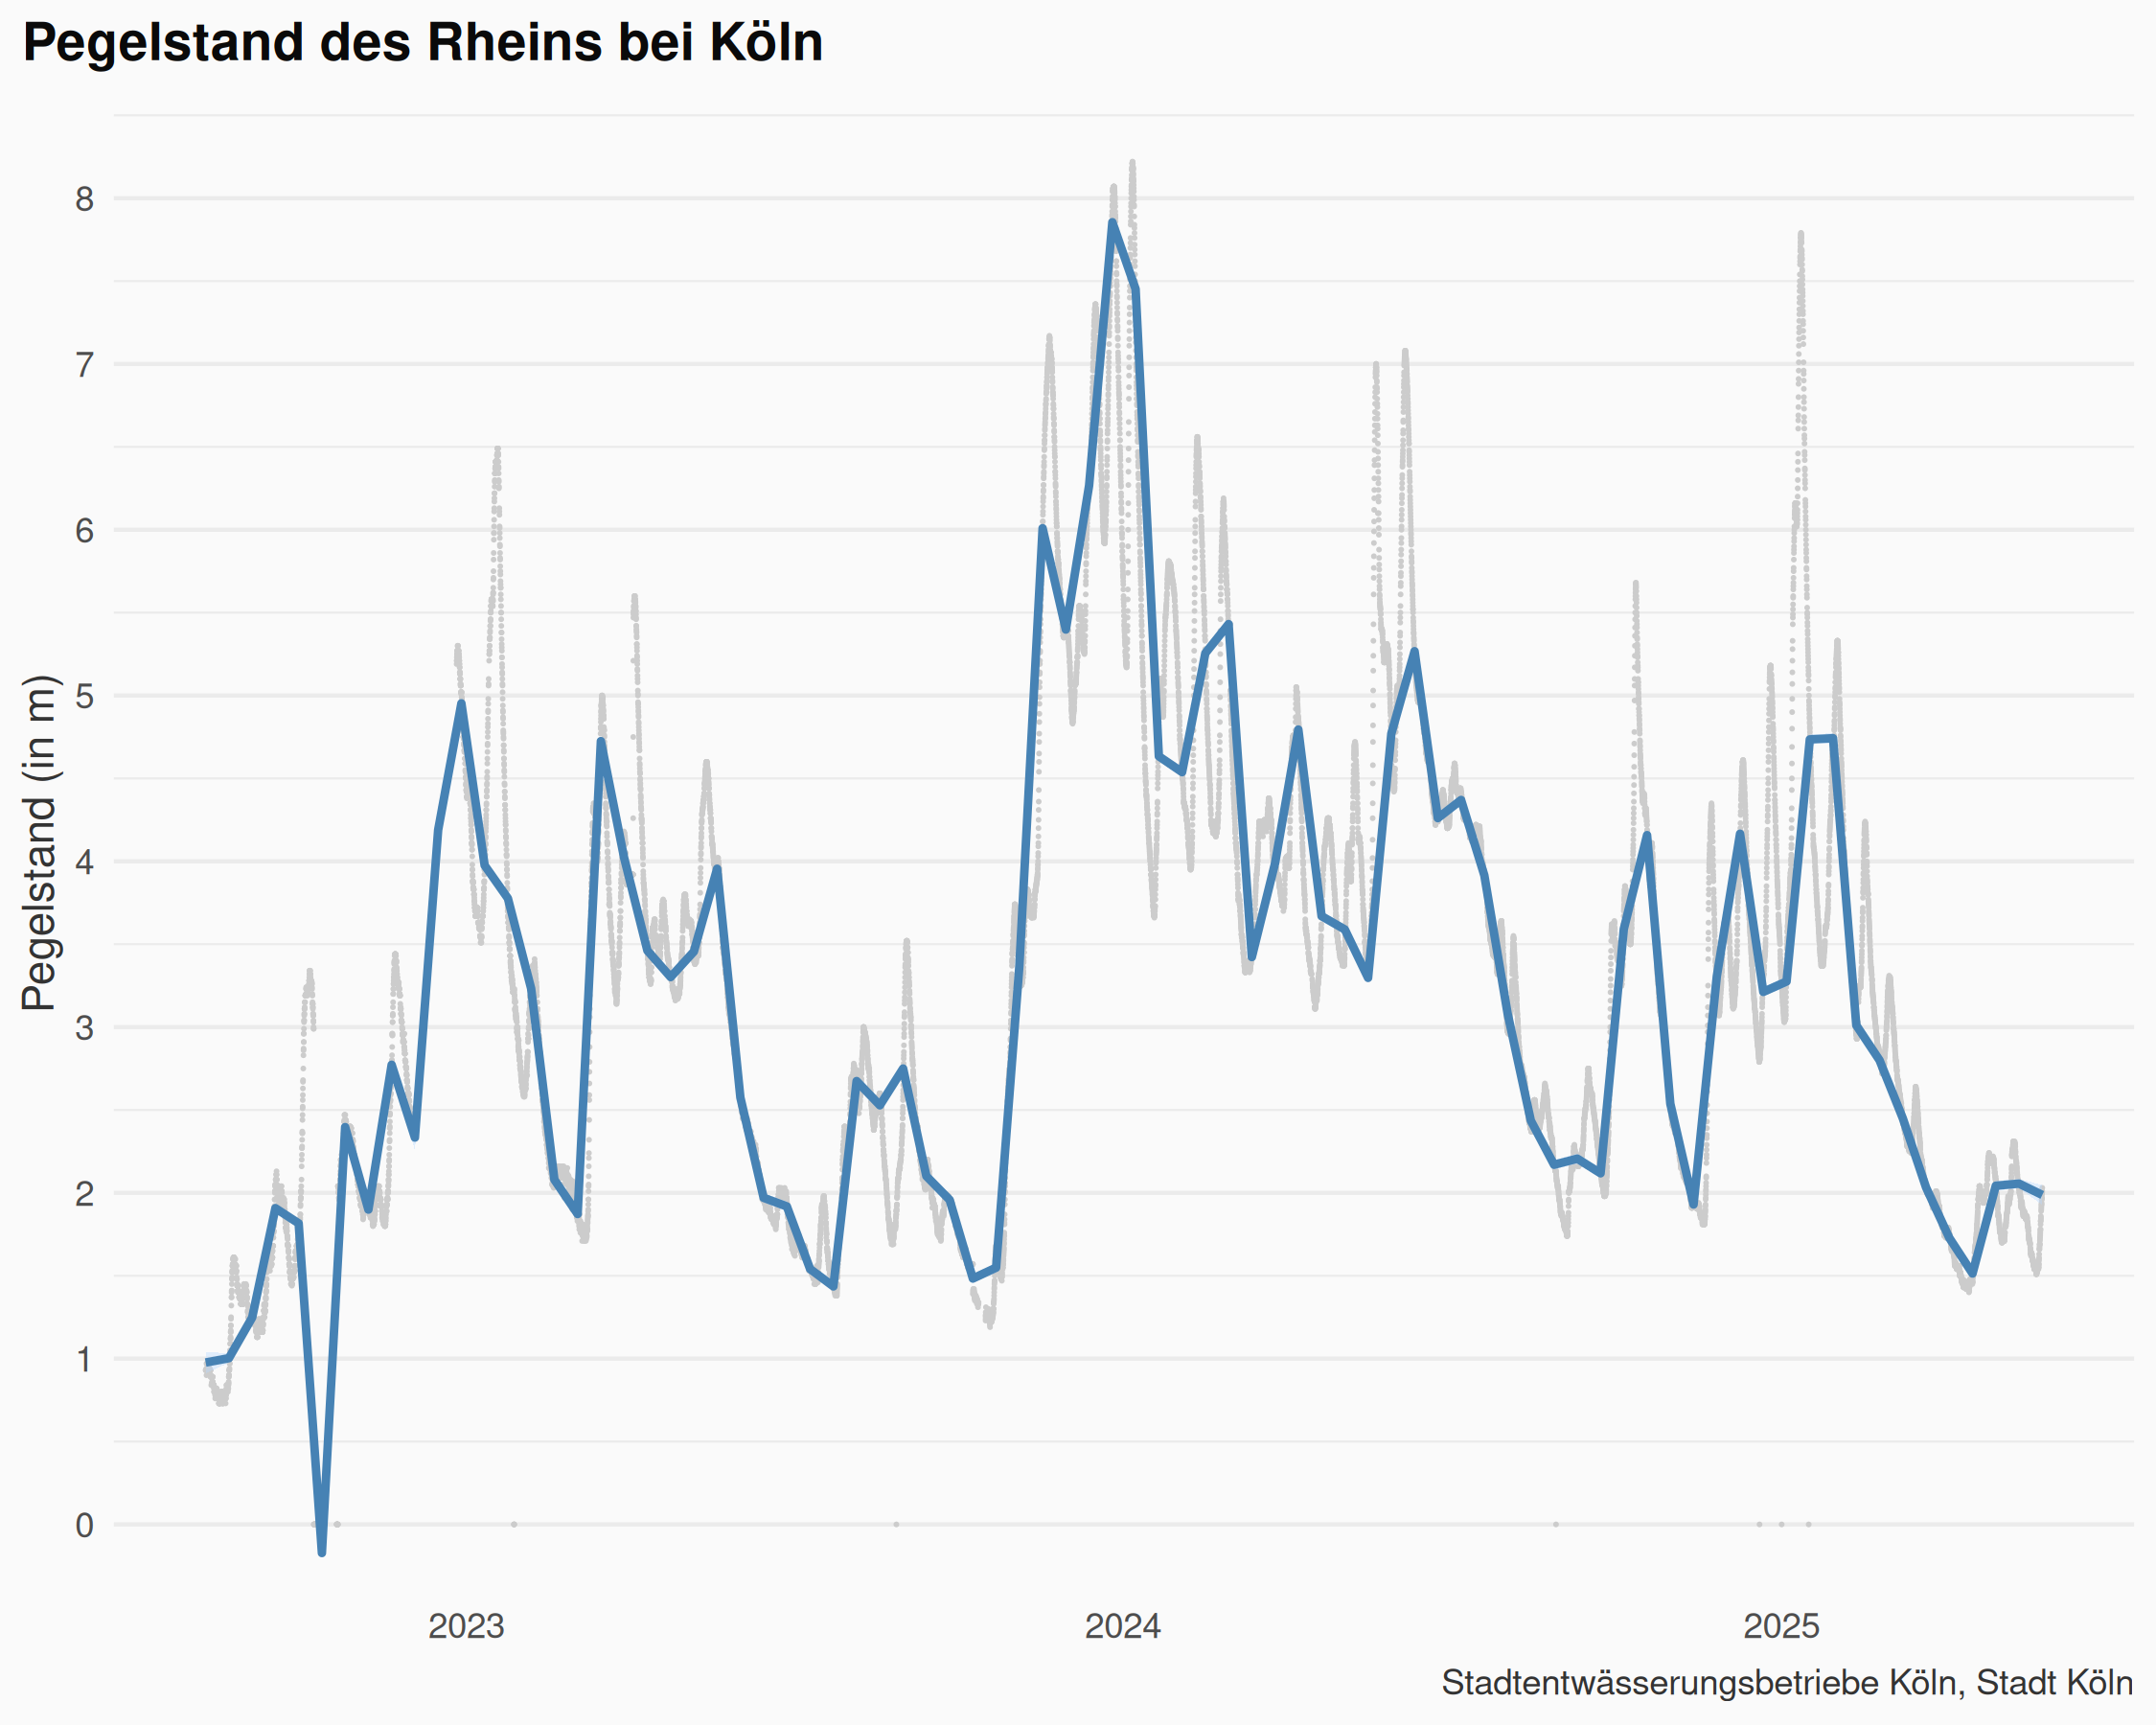 Pegelstand des Rheins bei Köln
Pegelstand (in m)
8
7
6
5
4
3
2
1
0
2023 2024 2025
Stadtentwässerungsbetriebe Köln, Stadt Köln